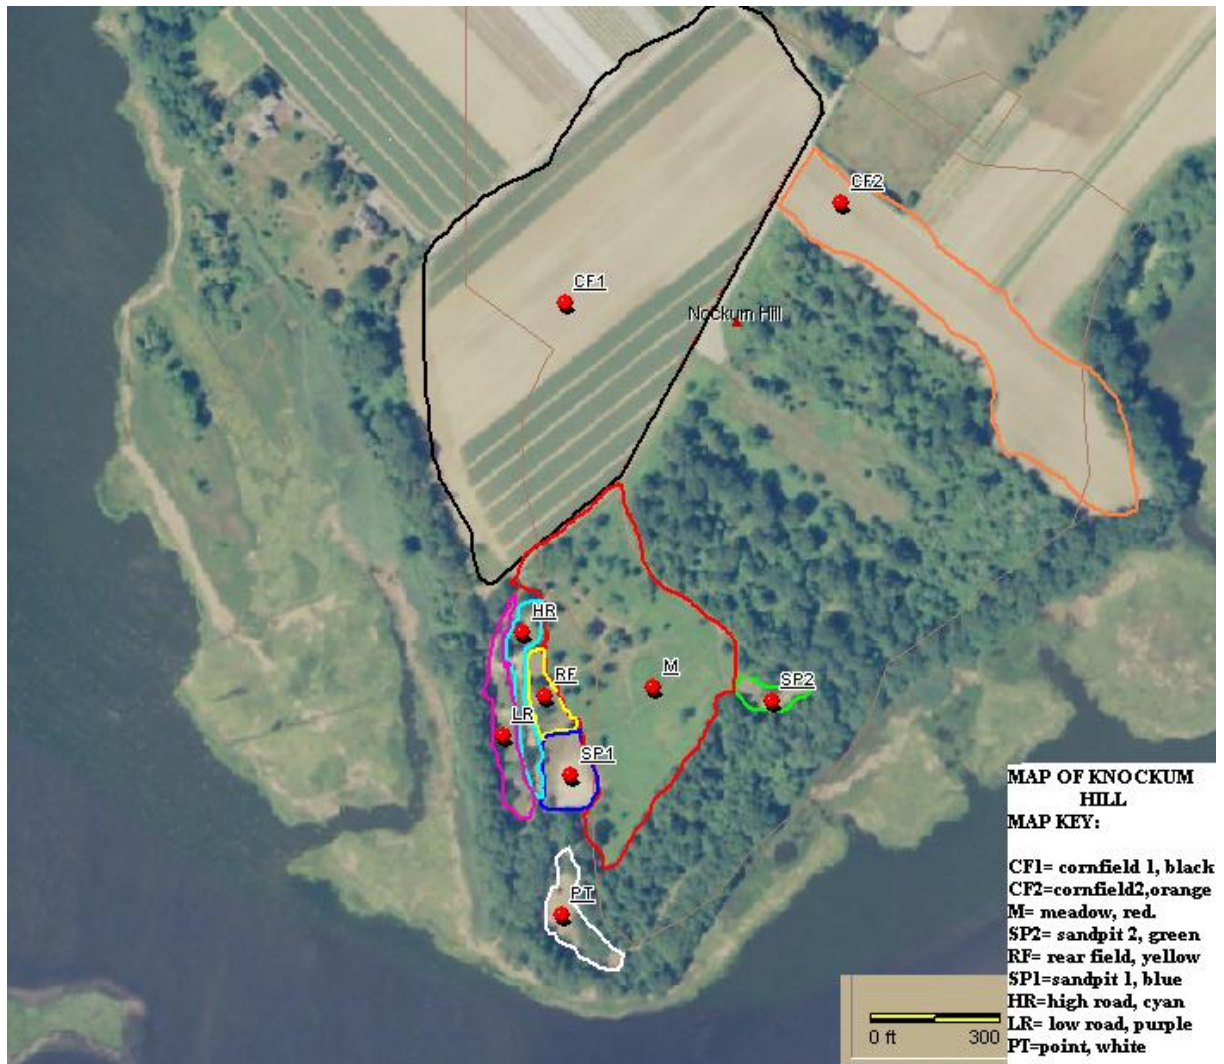 CF2
CF1
Nockum Hill
HR
M
RF
SP2
LR
SP1
PT
MAP OF KNOCKUM
HILL
MAP KEY:
CF1= cornfield 1, black
CF2=cornfield2,orange
M= meadow, red.
SP2= sandpit 2, green
RF= rear field, yellow
SP1=sandpit 1, blue
HR=high road, cyan
LR= low road, purple
PT=point, white
0 ft 300